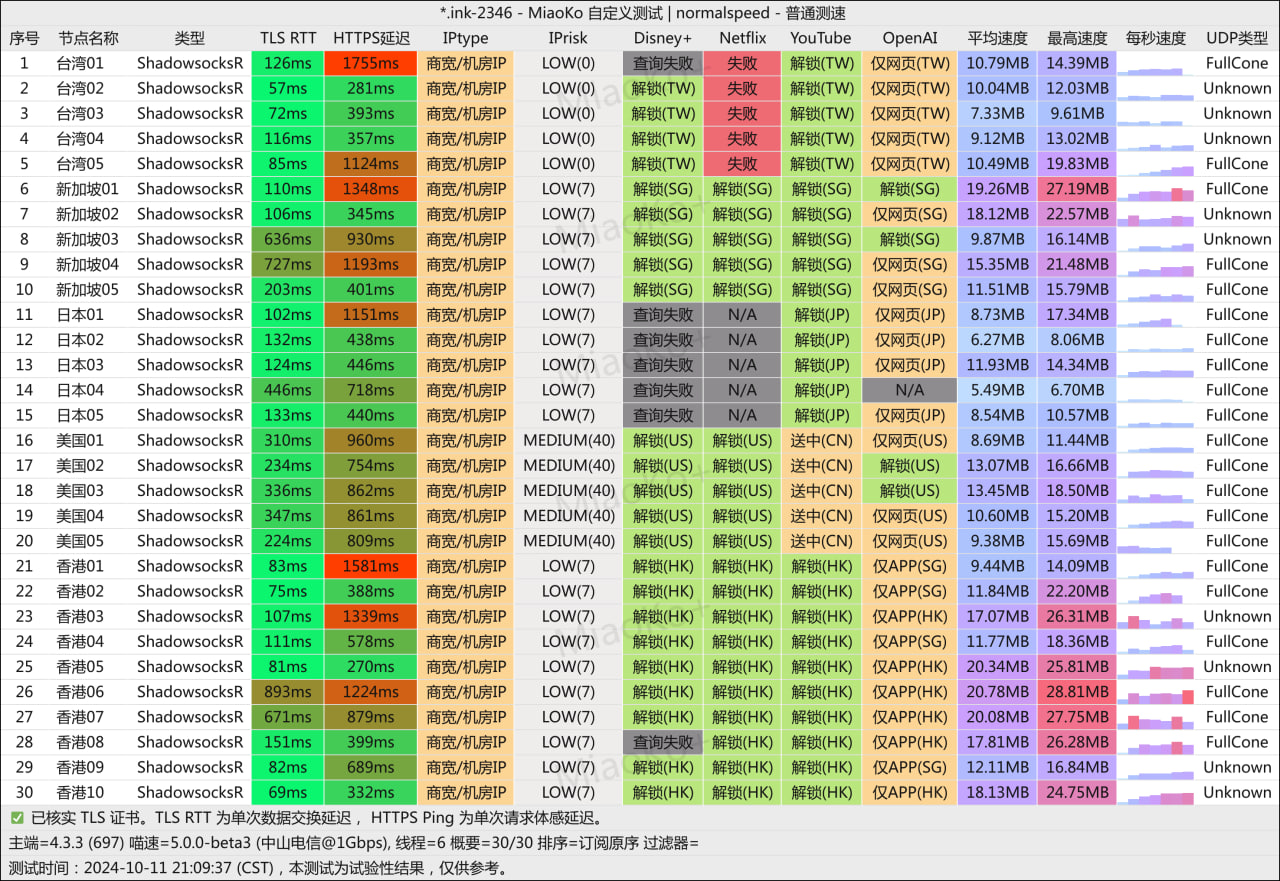 *.ink-2346 - MiaoKo 自定义测试 | normalspeed - 普通测速
序号 节点名称 类型 TLS RTT HTTPS延迟 IPtype IPrisk Disney+ Netflix YouTube OpenAI 平均速度 最高速度 每秒速度 UDP类型
1 台湾01 ShadowsocksR 126ms 1755ms 商宽/机房IP LOW(0) 查询失败 失败 解锁(TW) 仅网页(TW) 10.79MB 14.39MB FullCone
2 台湾02 ShadowsocksR 57ms 281ms 商宽/机房IP LOW(0) 解锁(TW) 失败 解锁(TW) 仅网页(TW) 10.04MB 12.03MB Unknown
3 台湾03 ShadowsocksR 72ms 393ms 商宽/机房IP LOW(0) 解锁(TW) 失败 解锁(TW) 仅网页(TW) 7.33MB 9.61MB Unknown
4 台湾04 ShadowsocksR 116ms 357ms 商宽/机房IP LOW(0) 解锁(TW) 失败 解锁(TW) 仅网页(TW) 9.12MB 13.02MB Unknown
5 台湾05 ShadowsocksR 85ms 1124ms 商宽/机房IP LOW(0) 解锁(TW) 失败 解锁(TW) 仅网页(TW) 10.49MB 19.83MB FullCone
6 新加坡01 ShadowsocksR 110ms 1348ms 商宽/机房IP LOW(7) 解锁(SG) 解锁(SG) 解锁(SG) 解锁(SG) 19.26MB 27.19MB FullCone
7 新加坡02 ShadowsocksR 106ms 345ms 商宽/机房IP LOW(7) 解锁(SG) 解锁(SG) 解锁(SG) 仅网页(SG) 18.12MB 22.57MB Unknown
8 新加坡03 ShadowsocksR 636ms 930ms 商宽/机房IP LOW(7) 解锁(SG) 解锁(SG) 解锁(SG) 解锁(SG) 9.87MB 16.14MB Unknown
9 新加坡04 ShadowsocksR 727ms 1193ms 商宽/机房IP LOW(7) 解锁(SG) 解锁(SG) 解锁(SG) 仅网页(SG) 15.35MB 21.48MB FullCone
10 新加坡05 ShadowsocksR 203ms 401ms 商宽/机房IP LOW(7) 解锁(SG) 解锁(SG) 解锁(SG) 仅网页(SG) 11.51MB 15.79MB FullCone
11 日本01 ShadowsocksR 102ms 1151ms 商宽/机房IP LOW(7) 查询失败 N/A 解锁(JP) 仅网页(JP) 8.73MB 17.34MB FullCone
12 日本02 ShadowsocksR 132ms 438ms 商宽/机房IP LOW(7) 查询失败 N/A 解锁(JP) 仅网页(JP) 6.27MB 8.06MB FullCone
13 日本03 ShadowsocksR 124ms 446ms 商宽/机房IP LOW(7) 查询失败 N/A 解锁(JP) 仅网页(JP) 11.93MB 14.34MB FullCone
14 日本04 ShadowsocksR 446ms 718ms 商宽/机房IP LOW(7) 查询失败 N/A 解锁(JP) N/A 5.49MB 6.70MB FullCone
15 日本05 ShadowsocksR 133ms 440ms 商宽/机房IP LOW(7) 查询失败 N/A 解锁(JP) 仅网页(JP) 8.54MB 10.57MB FullCone
16 美国01 ShadowsocksR 310ms 960ms 商宽/机房IP MEDIUM(40) 解锁(US) 解锁(US) 送中(CN) 仅网页(US) 8.69MB 11.44MB FullCone
17 美国02 ShadowsocksR 234ms 754ms 商宽/机房IP MEDIUM(40) 解锁(US) 解锁(US) 送中(CN) 解锁(US) 13.07MB 16.66MB FullCone
18 美国03 ShadowsocksR 336ms 862ms 商宽/机房IP MEDIUM(40) 解锁(US) 解锁(US) 送中(CN) 解锁(US) 13.45MB 18.50MB FullCone
19 美国04 ShadowsocksR 347ms 861ms 商宽/机房IP MEDIUM(40) 解锁(US) 解锁(US) 送中(CN) 仅网页(US) 10.60MB 15.20MB FullCone
20 美国05 ShadowsocksR 224ms 809ms 商宽/机房IP MEDIUM(40) 解锁(US) 解锁(US) 送中(CN) 仅网页(US) 9.38MB 15.69MB FullCone
21 香港01 ShadowsocksR 83ms 1581ms 商宽/机房IP LOW(7) 解锁(HK) 解锁(HK) 解锁(HK) 仅APP(SG) 9.44MB 14.09MB FullCone
22 香港02 ShadowsocksR 75ms 388ms 商宽/机房IP LOW(7) 解锁(HK) 解锁(HK) 解锁(HK) 仅APP(SG) 11.84MB 22.20MB FullCone
23 香港03 ShadowsocksR 107ms 1339ms 商宽/机房IP LOW(7) 解锁(HK) 解锁(HK) 解锁(HK) 仅APP(HK) 17.07MB 26.31MB Unknown
24 香港04 ShadowsocksR 111ms 578ms 商宽/机房IP LOW(7) 解锁(HK) 解锁(HK) 解锁(HK) 仅APP(SG) 11.77MB 18.36MB FullCone
25 香港05 ShadowsocksR 81ms 270ms 商宽/机房IP LOW(7) 解锁(HK) 解锁(HK) 解锁(HK) 仅APP(HK) 20.34MB 25.81MB Unknown
26 香港06 ShadowsocksR 893ms 1224ms 商宽/机房IP LOW(7) 解锁(HK) 解锁(HK) 解锁(HK) 仅APP(HK) 20.78MB 28.81MB FullCone
27 香港07 ShadowsocksR 671ms 879ms 商宽/机房IP LOW(7) 解锁(HK) 解锁(HK) 解锁(HK) 仅APP(HK) 20.08MB 27.75MB FullCone
28 香港08 ShadowsocksR 151ms 399ms 商宽/机房IP LOW(7) 查询失败 解锁(HK) 解锁(HK) 仅APP(HK) 17.81MB 26.28MB FullCone
29 香港09 ShadowsocksR 82ms 689ms 商宽/机房IP LOW(7) 解锁(HK) 解锁(HK) 解锁(HK) 仅APP(SG) 12.11MB 16.84MB Unknown
30 香港10 ShadowsocksR 69ms 332ms 商宽/机房IP LOW(7) 解锁(HK) 解锁(HK) 解锁(HK) 仅APP(HK) 18.13MB 24.75MB Unknown
✅ 已核实 TLS 证书。TLS RTT 为单次数据交换延迟， HTTPS Ping 为单次请求体感延迟。
主端=4.3.3 (697) 喵速=5.0.0-beta3 (中山电信@1Gbps), 线程=6 概要=30/30 排序=订阅原序 过滤器=
测试时间：2024-10-11 21:09:37 (CST)，本测试为试验性结果，仅供参考。